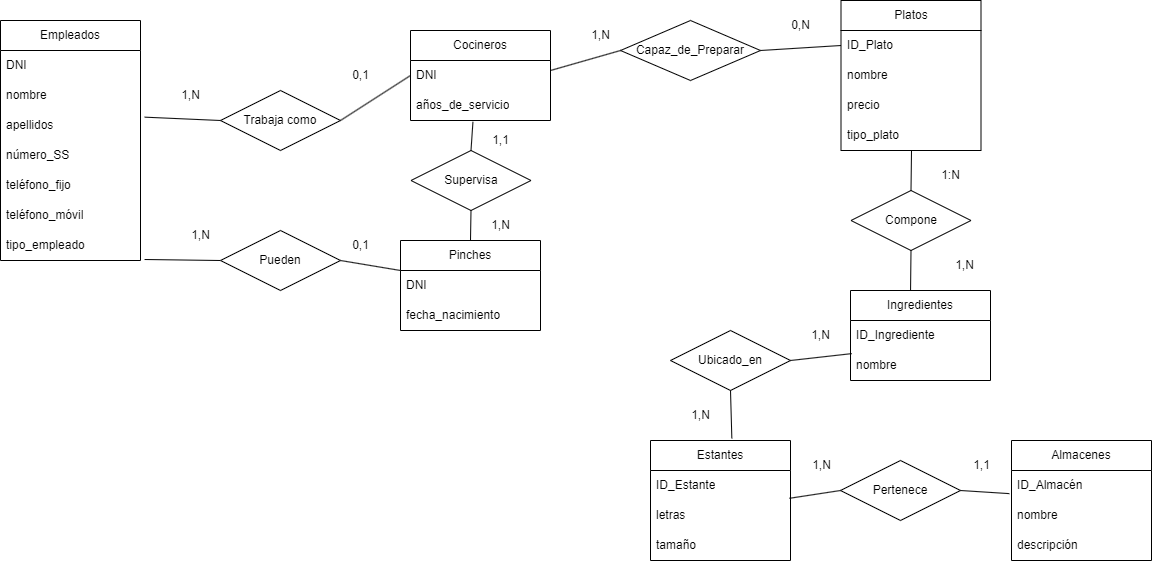 Empleados
DNI
nombre
apellidos
número_SS
teléfono_fijo
teléfono_móvil
tipo_empleado
1,N
Trabaja como
0,1
Cocineros
DNI
años_de_servicio
1,N
Capaz_de_Preparar
0,N
Platos
ID_Plato
nombre
precio
tipo_plato
1,1
Supervisa
1,N
1,N
Pueden
0,1
Pinches
DNI
fecha_nacimiento
1:N
Compone
1,N
Ingredientes
ID_Ingrediente
nombre
1,N
Ubicado_en
1,N
Estantes
ID_Estante
letras
tamaño
1,N
Pertenece
1,1
Almacenes
ID_Almacén
nombre
descripción